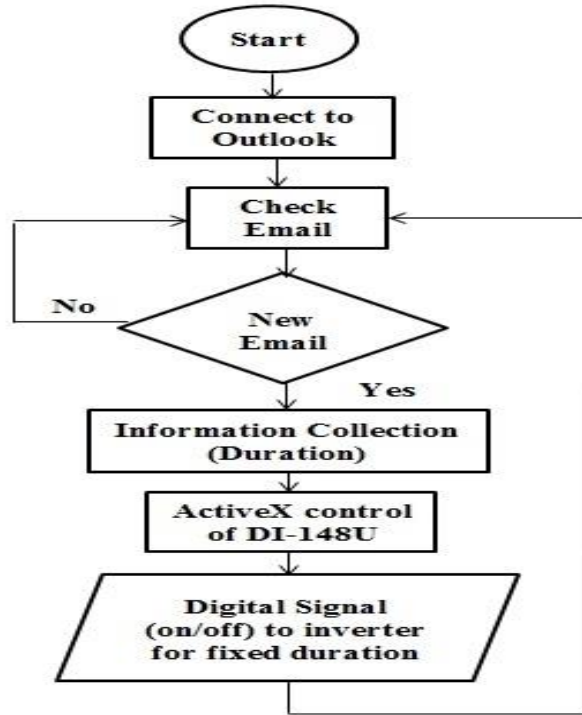 Start
Connect to
Outlook
Check
Email
No
New
Email
Yes
Information Collection
(Duration)
ActiveX control
of DI-148U
Digital Signal
(on/off) to inverter
for fixed duration